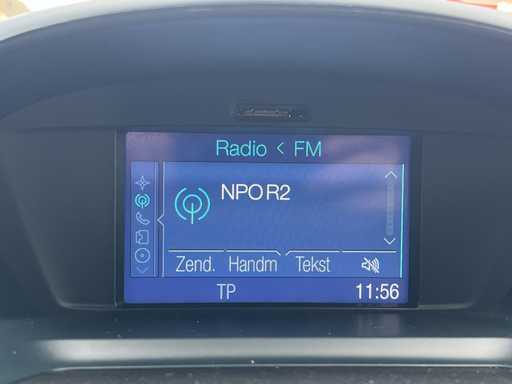 Radio < FM
NPO R2
Zend. Handm Tekst
TP 11:56